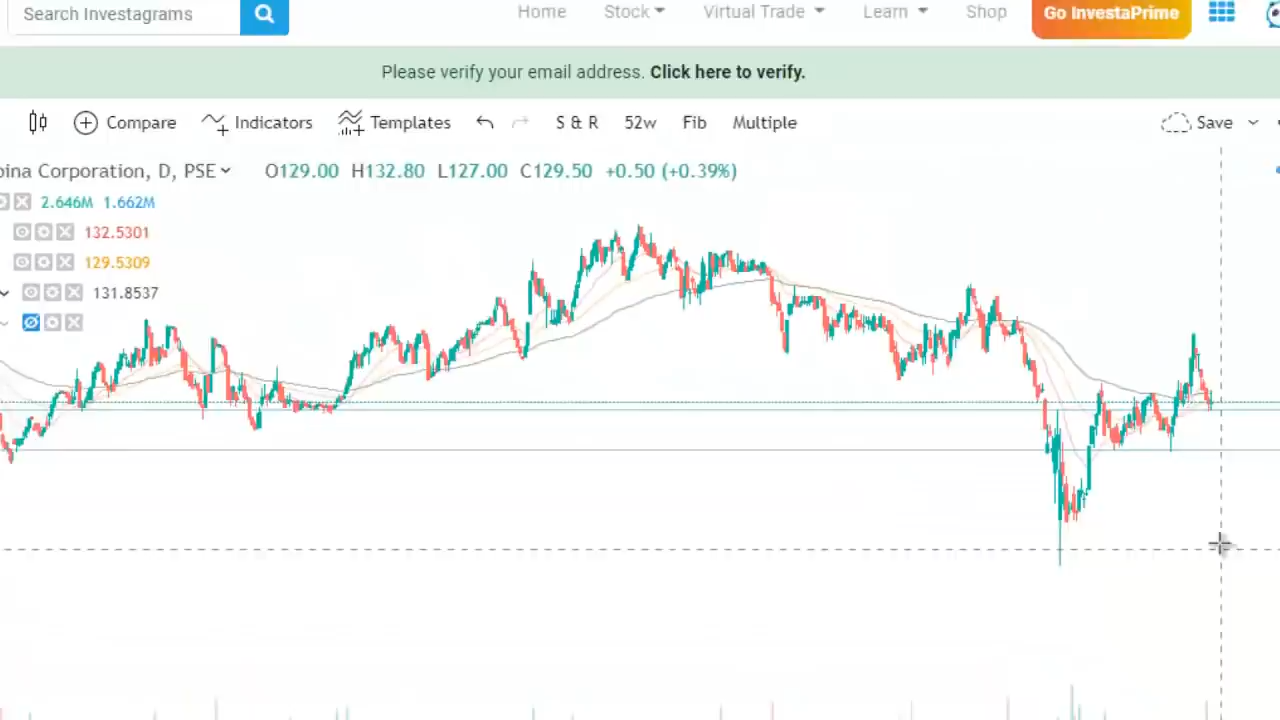 Search Investagrams
Home Stock Virtual Trade Learn Shop Go InvestaPrime
Please verify your email address. Click here to verify.
Compare Indicators Templates S & R 52w Fib Multiple Save
Corporation, D, PSE O129.00 H132.80 L127.00 C129.50 +0.50 (+0.39%)
2.646M 1.662M
132.5301
129.5309
131.8537